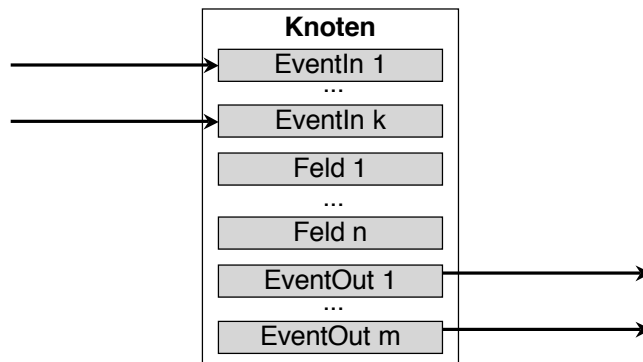 Knoten
EventIn 1
...
EventIn k
Feld 1
...
Feld n
EventOut 1
...
EventOut m